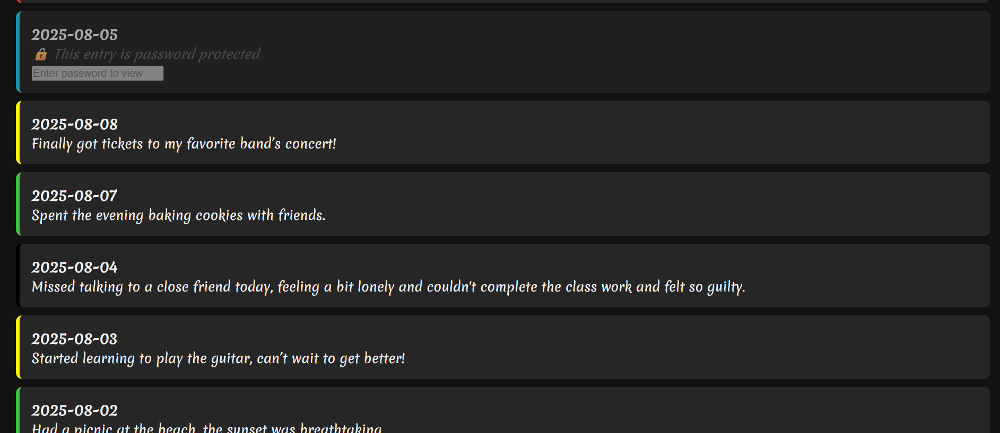 2025-08-05
🔒 This entry is password protected
Enter password to view
2025-08-08
Finally got tickets to my favorite band’s concert!
2025-08-07
Spent the evening baking cookies with friends.
2025-08-04
Missed talking to a close friend today, feeling a bit lonely and couldn't complete the class work and felt so guilty.
2025-08-03
Started learning to play the guitar, can’t wait to get better!
2025-08-02
Had a picnic at the beach, the sunset was breathtaking